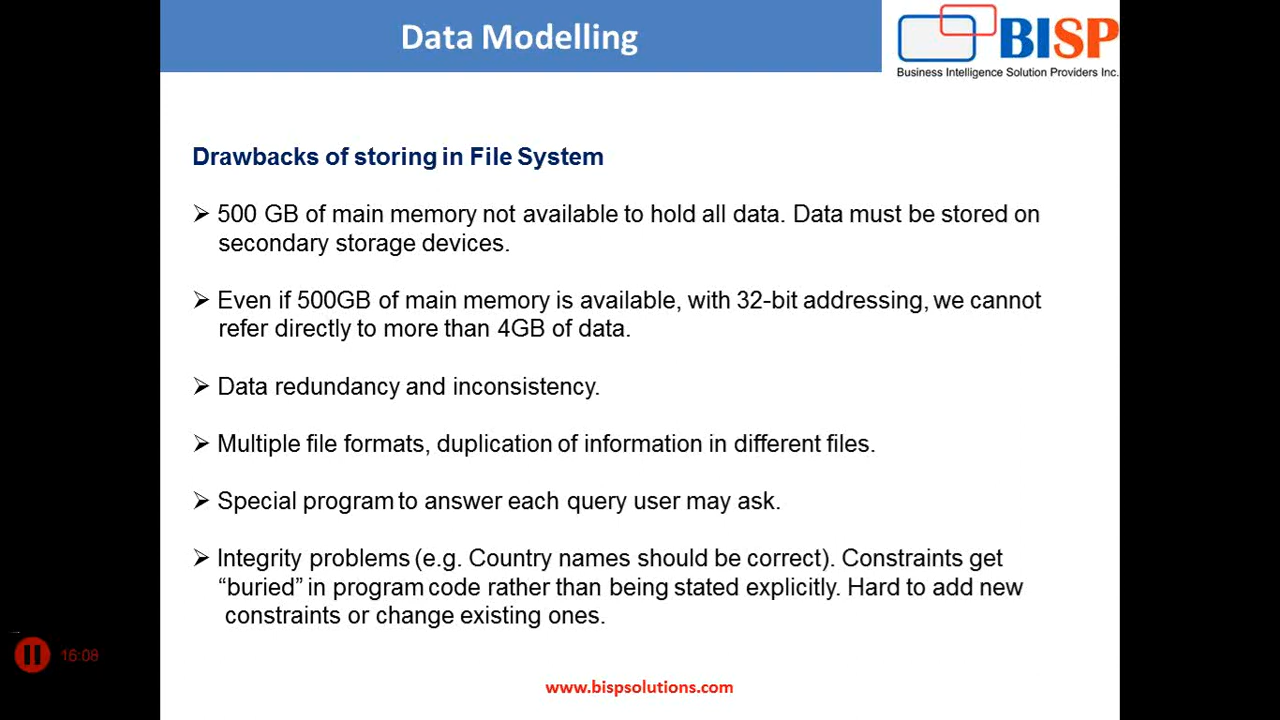 Data Modelling
BISP
Business Intelligence Solution Providers Inc.
Drawbacks of storing in File System
➢ 500 GB of main memory not available to hold all data. Data must be stored on
secondary storage devices.
➢ Even if 500GB of main memory is available, with 32-bit addressing, we cannot
refer directly to more than 4GB of data.
➢ Data redundancy and inconsistency.
➢ Multiple file formats, duplication of information in different files.
➢ Special program to answer each query user may ask.
➢ Integrity problems (e.g. Country names should be correct). Constraints get
“buried” in program code rather than being stated explicitly. Hard to add new
constraints or change existing ones.
16:08
www.bispsolutions.com